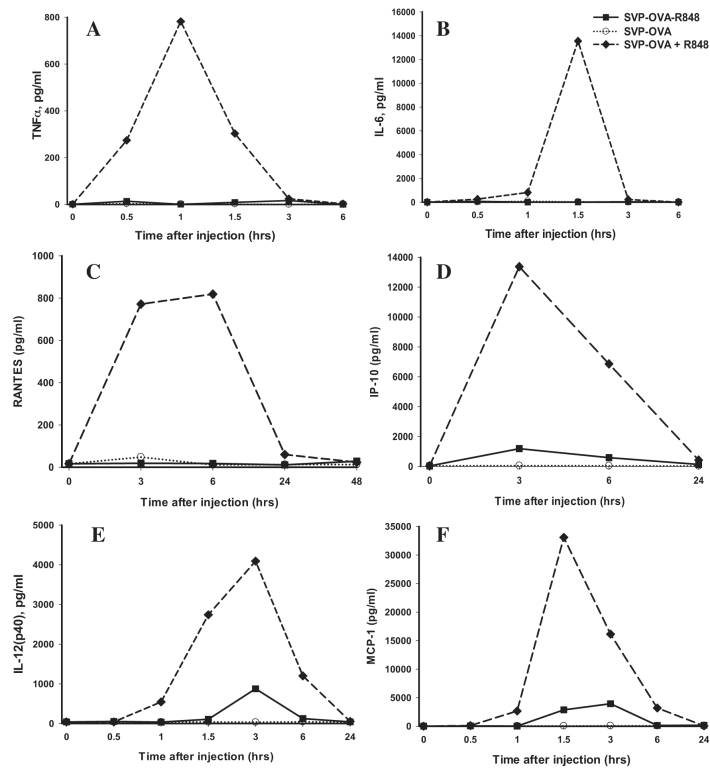 A
TNFα, pg/ml
800
600
400
200
0
0 0.5 1 1.5 3 6
Time after injection (hrs)
B
SVP-OVA-R848
SVP-OVA
SVP-OVA + R848
IL-6, pg/ml
16000
14000
12000
10000
8000
6000
4000
2000
0
0 0.5 1 1.5 3 6
Time after injection (hrs)
C
RANTES (pg/ml)
1000
800
600
400
200
0
0 3 6 24 48
Time after injection (hrs)
D
IP-10 (pg/ml)
14000
12000
10000
8000
6000
4000
2000
0
0 3 6 24
Time after injection (hrs)
E
IL-12(p40), pg/ml
5000
4000
3000
2000
1000
0
0 0.5 1 1.5 3 6 24
Time after injection (hrs)
F
MCP-1 (pg/ml)
35000
30000
25000
20000
15000
10000
5000
0
0 0.5 1 1.5 3 6 24
Time after injection (hrs)